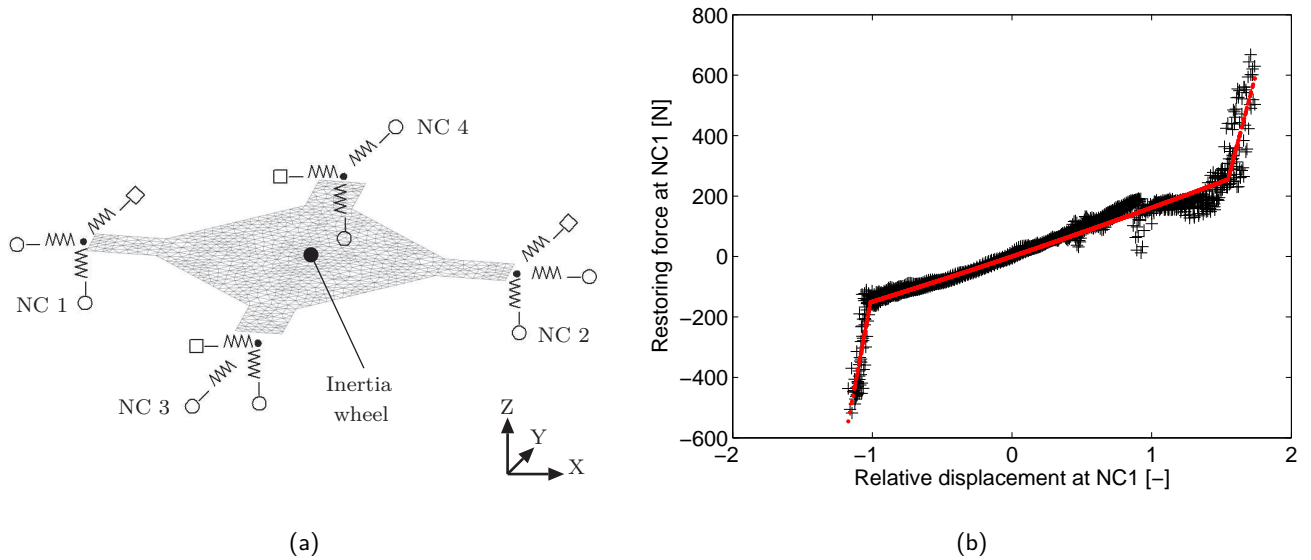 NC 4
NC 1
NC 2
NC 3
Inertia
wheel
Z
Y
X
(a)
800
600
400
200
0
−200
−400
−600
−2
−1
0
1
2
Restoring force at NC1 [N]
Relative displacement at NC1 [−]
(b)